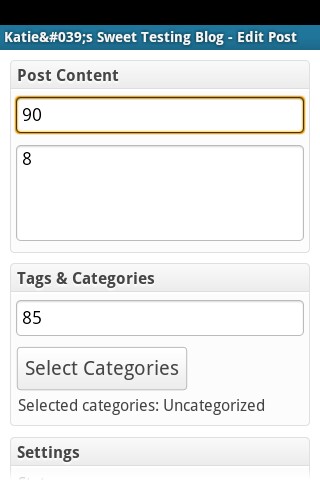 Katie&#039;s Sweet Testing Blog - Edit Post
Post Content
90
8
Tags & Categories
85
Select Categories
Selected categories: Uncategorized
Settings